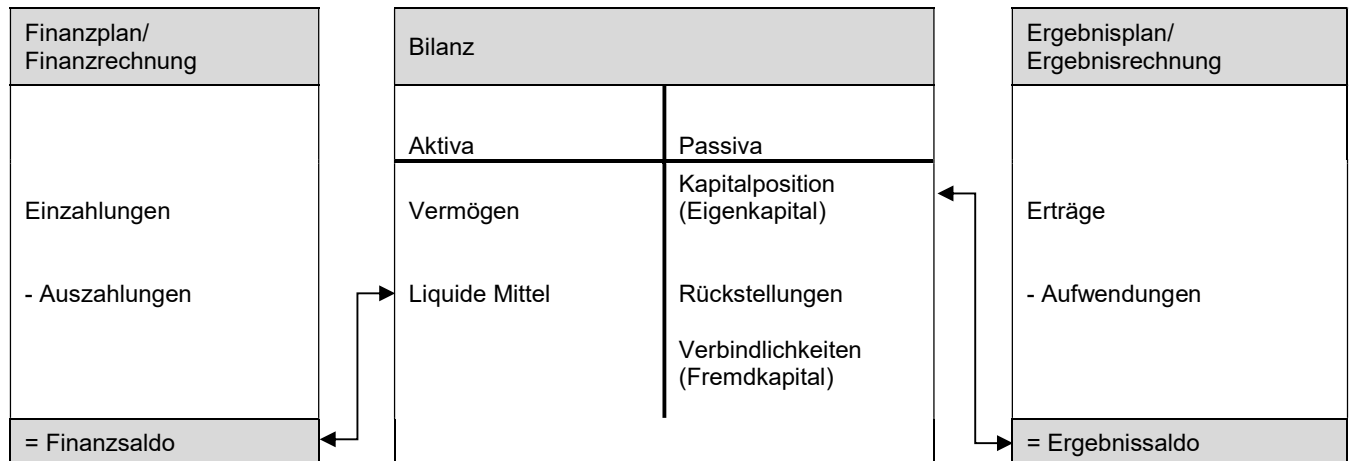 Finanzplan/
Finanzrechnung
Einzahlungen
- Auszahlungen
= Finanzsaldo
Bilanz
Aktiva
Vermögen
Liquide Mittel
Passiva
Kapitalposition
(Eigenkapital)
Rückstellungen
Verbindlichkeiten
(Fremdkapital)
Ergebnisplan/
Ergebnisrechnung
Erträge
- Aufwendungen
= Ergebnissaldo